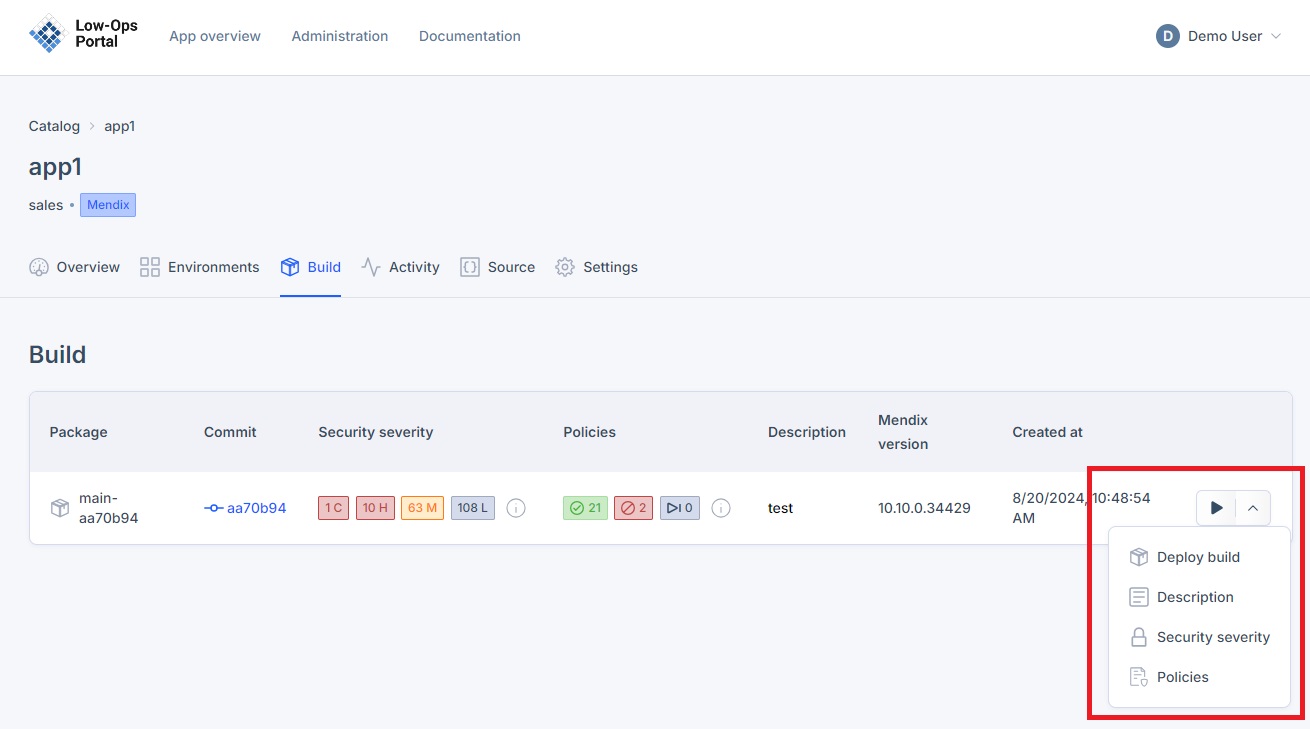 Low-Ops
Portal
App overview
Administration
Documentation
D
Demo User
Catalog
app1
app1
sales • Mendix
Overview
Environments
Build
Activity
Source
Settings
Build
Package
Commit
Security severity
Policies
Description
Mendix
version
Created at
main-
aa70b94
aa70b94
1 C
10 H
63 M
108 L
21
2
0
test
10.10.0.34429
8/20/2024, 10:48:54
AM
Deploy build
Description
Security severity
Policies